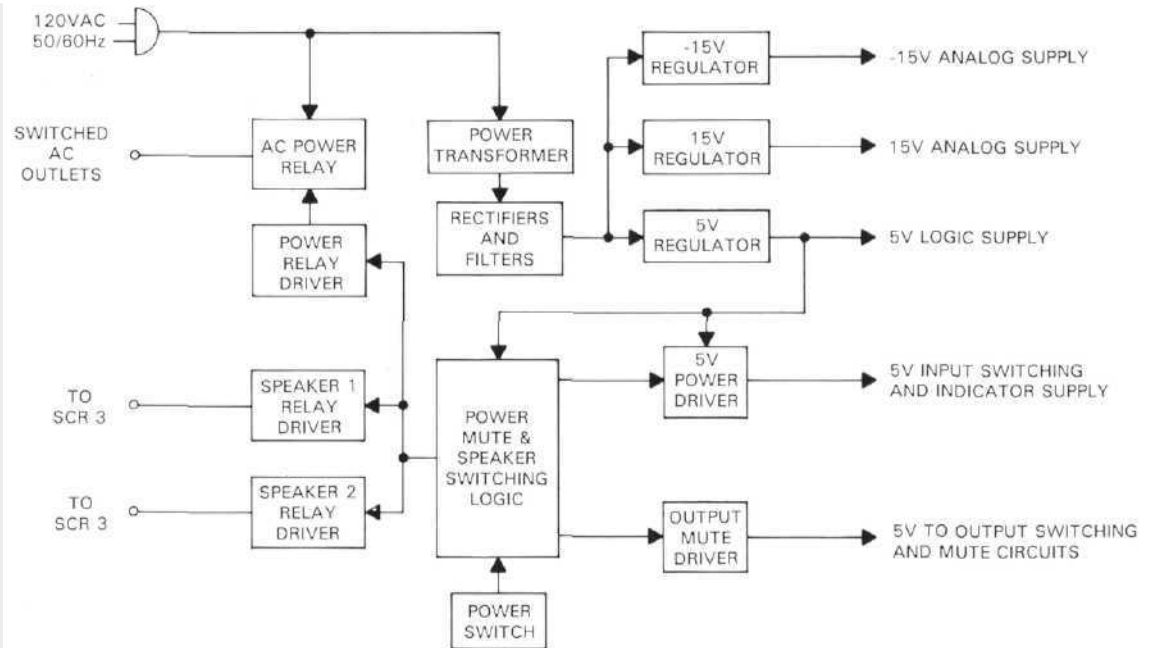 120VAC
50/60Hz
-15V
REGULATOR
-15V ANALOG SUPPLY
SWITCHED
AC
OUTLETS
AC POWER
RELAY
POWER
TRANSFORMER
15V
REGULATOR
15V ANALOG SUPPLY
POWER
RELAY
DRIVER
RECTIFIERS
AND
FILTERS
5V
REGULATOR
5V LOGIC SUPPLY
TO
SCR 3
SPEAKER 1
RELAY
DRIVER
POWER
MUTE &
SPEAKER
SWITCHING
LOGIC
5V
POWER
DRIVER
5V INPUT SWITCHING
AND INDICATOR SUPPLY
TO
SCR 3
SPEAKER 2
RELAY
DRIVER
OUTPUT
MUTE
DRIVER
5V TO OUTPUT SWITCHING
AND MUTE CIRCUITS
POWER
SWITCH